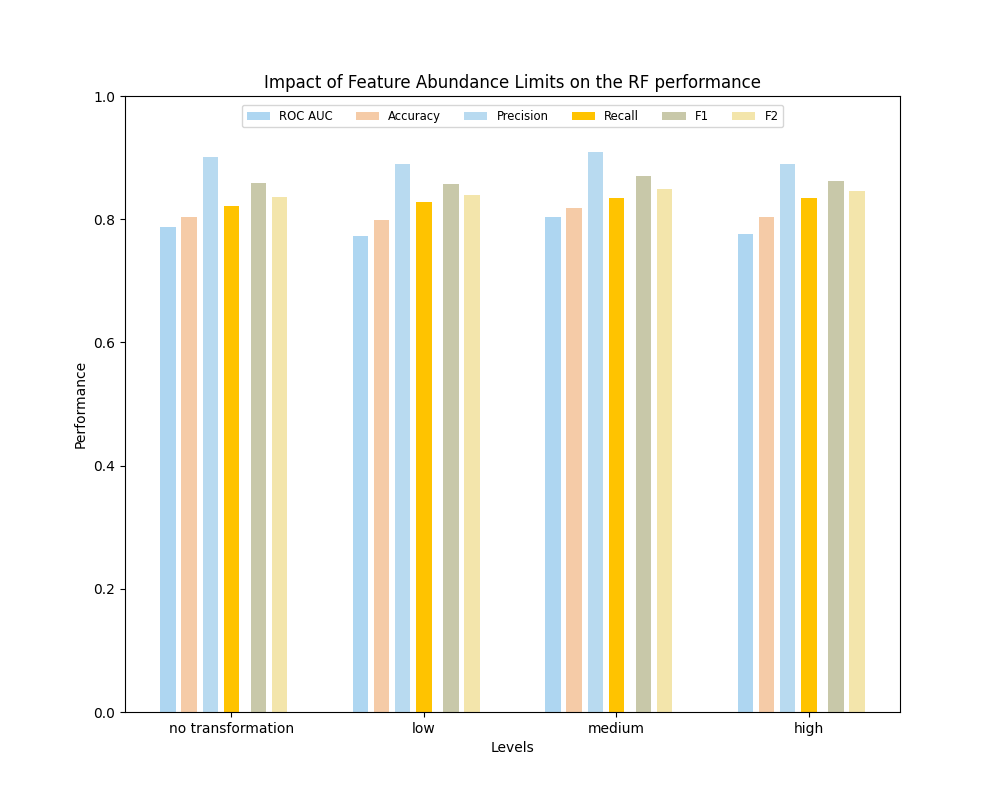 Impact of Feature Abundance Limits on the RF performance
ROC AUC Accuracy Precision Recall F1 F2
1.0
0.8
0.6
0.4
0.2
0.0
Performance
no transformation low medium high
Levels